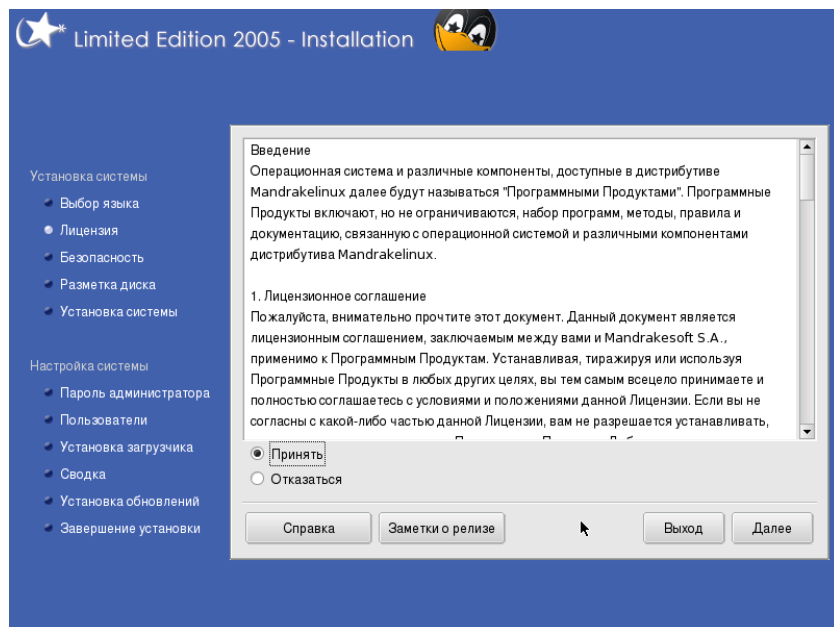 Limited Edition 2005 - Installation
Установка системы
Выбор языка
Лицензия
Безопасность
Разметка диска
Установка системы
Настройка системы
Пароль администратора
Пользователи
Установка загрузчика
Сводка
Установка обновлений
Завершение установки
Введение
Операционная система и различные компоненты, доступные в дистрибутиве
Mandrakelinux далее будут называться "Программными Продуктами". Программные
Продукты включают, но не ограничиваются, набор программ, методы, правила и
документацию, связанную с операционной системой и различными компонентами
дистрибутива Mandrakelinux.
1. Лицензионное соглашение
Пожалуйста, внимательно прочтите этот документ. Данный документ является
лицензионным соглашением, заключаемым между вами и Mandrakesoft S.A.,
применимо к Программным Продуктам. Устанавливая, тиражируя или используя
Программные Продукты в любых других целях, вы тем самым всецело принимаете и
полностью соглашаетесь с условиями и положениями данной Лицензии. Если вы не
согласны с какой-либо частью данной Лицензии, вам не разрешается устанавливать,
Принять
Отказаться
Справка
Заметки о релизе
Выход
Далее